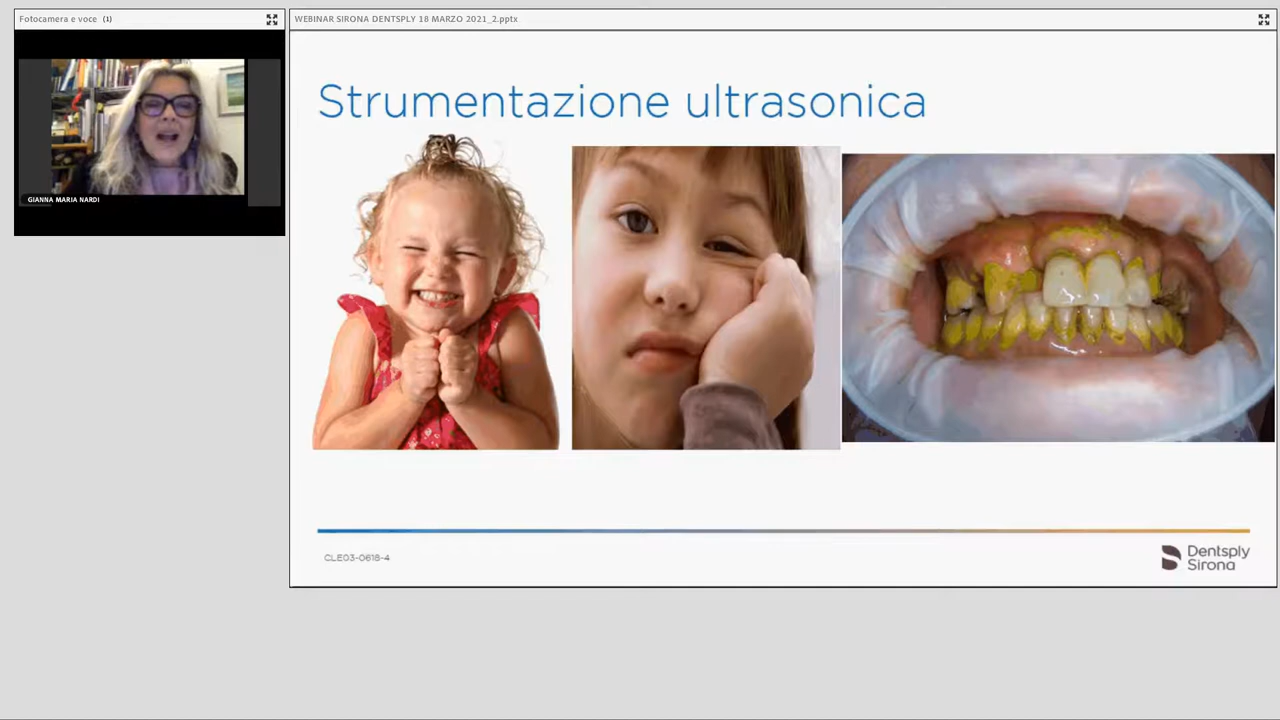 Fotocamera e voce (1)
WEBINAR SIRONA DENTSPLY 18 MARZO 2021_2.pptx
GIANNA MARIA NARDI
Strumentazione ultrasonica
CLE03-0618-4
Dentsply
Sirona